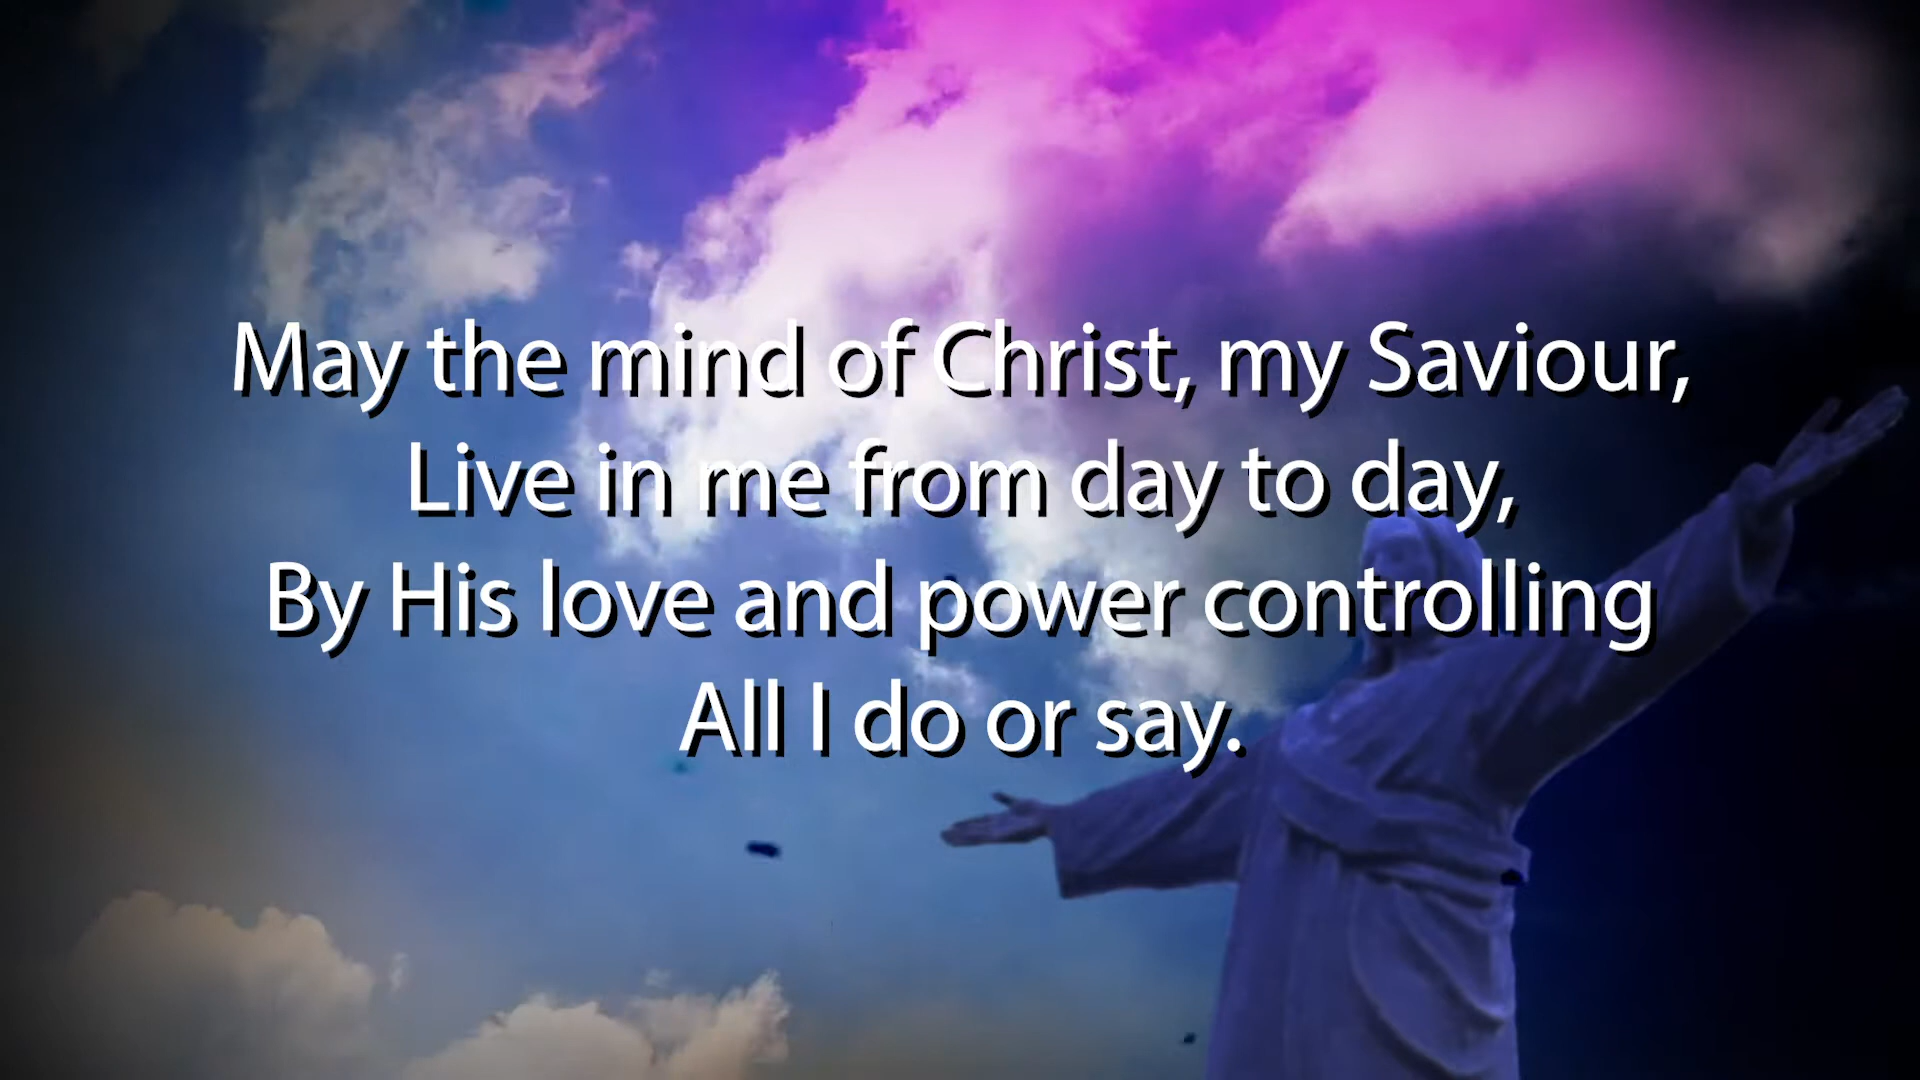 May the mind of Christ, my Saviour,
Live in me from day to day,
By His love and power controlling
All I do or say.